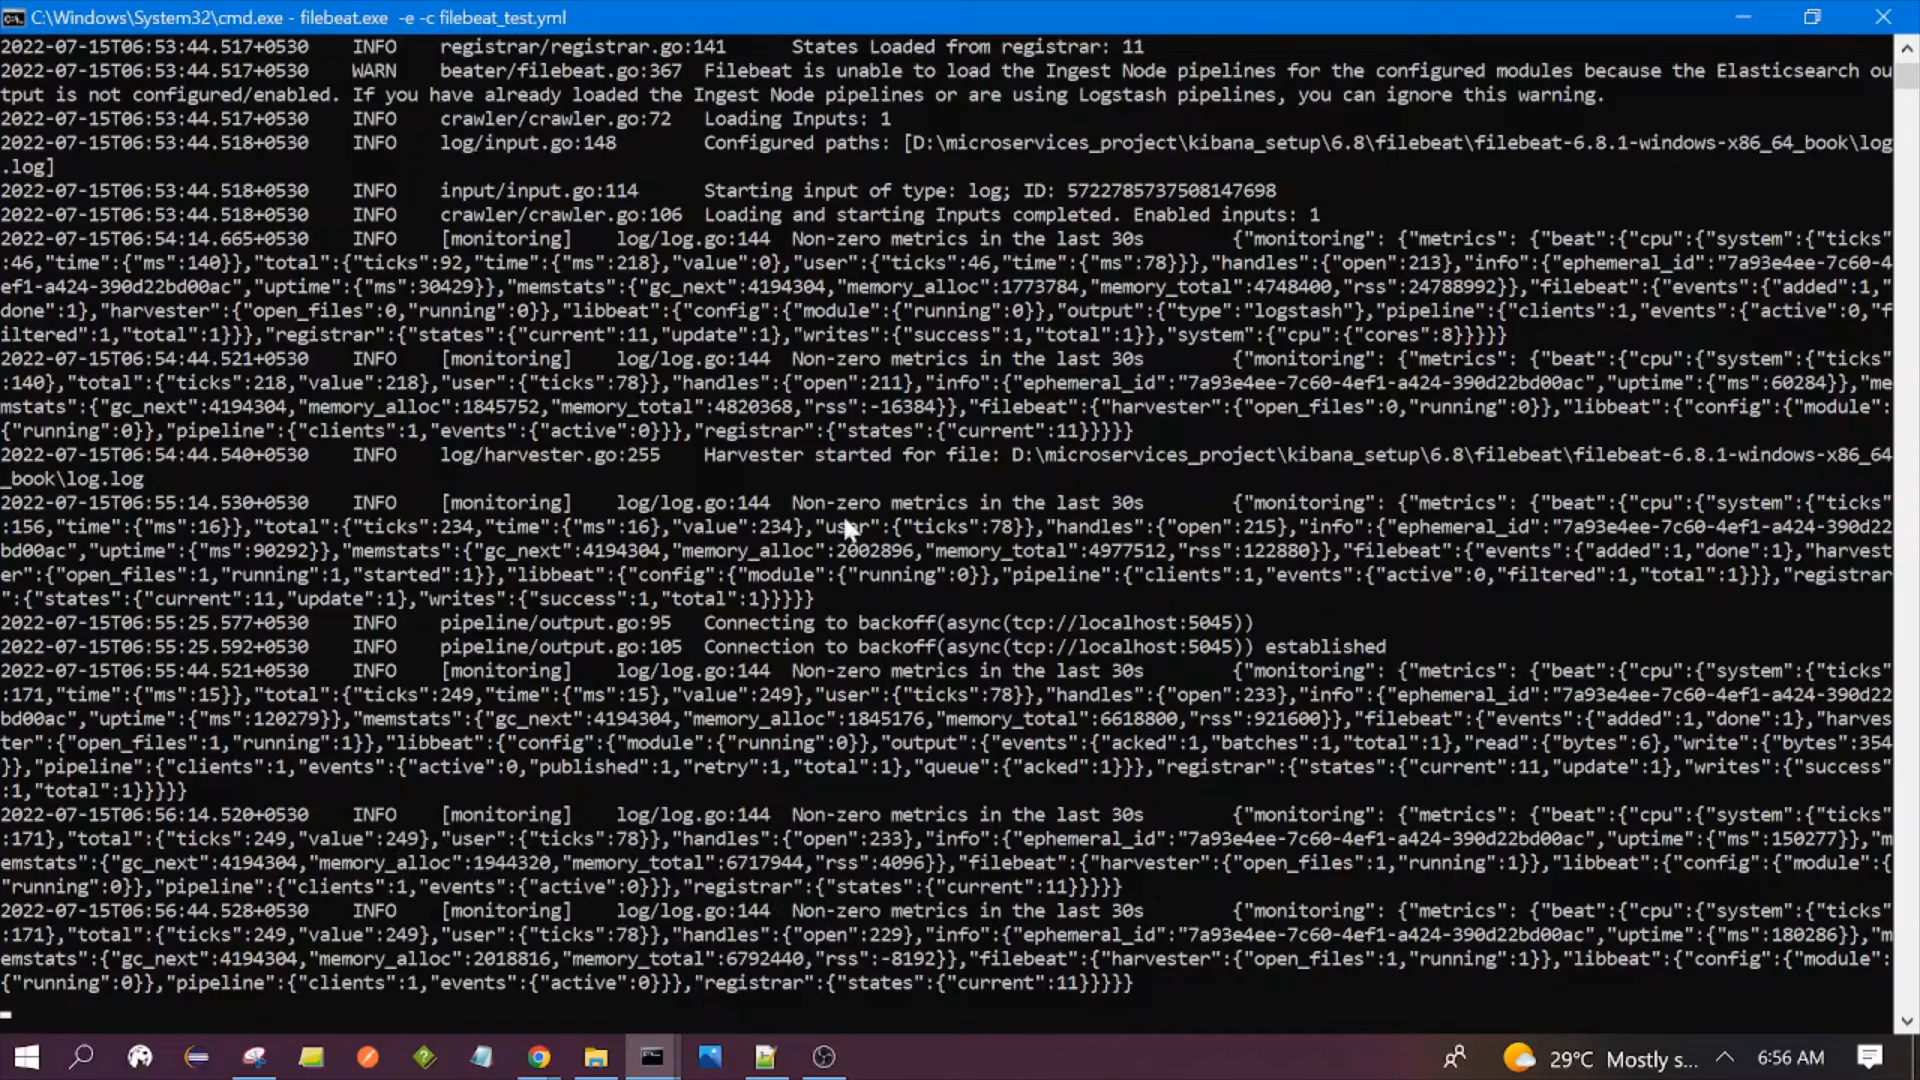 C:\Windows\System32\cmd.exe - filebeat.exe  -e -c filebeat_test.yml
2022-07-15T06:53:44.517+0530    INFO    registrar/registrar.go:141      States Loaded from registrar: 11
2022-07-15T06:53:44.517+0530    WARN    beater/filebeat.go:367  Filebeat is unable to load the Ingest Node pipelines for the configured modules because the Elasticsearch ou
tput is not configured/enabled. If you have already loaded the Ingest Node pipelines or are using Logstash pipelines, you can ignore this warning.
2022-07-15T06:53:44.517+0530    INFO    crawler/crawler.go:72   Loading Inputs: 1
2022-07-15T06:53:44.518+0530    INFO    log/input.go:148        Configured paths: [D:\microservices_project\kibana_setup\6.8\filebeat\filebeat-6.8.1-windows-x86_64_book\log
.log]
2022-07-15T06:53:44.518+0530    INFO    input/input.go:114      Starting input of type: log; ID: 5722785737508147698
2022-07-15T06:53:44.518+0530    INFO    crawler/crawler.go:106  Loading and starting Inputs completed. Enabled inputs: 1
2022-07-15T06:54:14.665+0530    INFO    [monitoring]    log/log.go:144  Non-zero metrics in the last 30s        {"monitoring": {"metrics": {"beat":{"cpu":{"system":{"ticks"
:46,"time":{"ms":140}},"total":{"ticks":92,"time":{"ms":218},"value":0},"user":{"ticks":46,"time":{"ms":78}}},"handles":{"open":213},"info":{"ephemeral_id":"7a93e4ee-7c60-4
ef1-a424-390d22bd00ac","uptime":{"ms":30429}},"memstats":{"gc_next":4194304,"memory_alloc":1773784,"memory_total":4748400,"rss":24788992}},"filebeat":{"events":{"added":1,"
done":1},"harvester":{"open_files":0,"running":0}},"libbeat":{"config":{"module":{"running":0}},"output":{"type":"logstash"},"pipeline":{"clients":1,"events":{"active":0,"f
iltered":1,"total":1}}},"registrar":{"states":{"current":11,"update":1},"writes":{"success":1,"total":1}},"system":{"cpu":{"cores":8}}}}}
2022-07-15T06:54:44.521+0530    INFO    [monitoring]    log/log.go:144  Non-zero metrics in the last 30s        {"monitoring": {"metrics": {"beat":{"cpu":{"system":{"ticks"
:140},"total":{"ticks":218,"value":218},"user":{"ticks":78}},"handles":{"open":211},"info":{"ephemeral_id":"7a93e4ee-7c60-4ef1-a424-390d22bd00ac","uptime":{"ms":60284}},"me
mstats":{"gc_next":4194304,"memory_alloc":1845752,"memory_total":4820368,"rss":-16384}},"filebeat":{"harvester":{"open_files":0,"running":0}},"libbeat":{"config":{"module":
{"running":0}},"pipeline":{"clients":1,"events":{"active":0}}},"registrar":{"states":{"current":11}}}}}
2022-07-15T06:54:44.540+0530    INFO    log/harvester.go:255    Harvester started for file: D:\microservices_project\kibana_setup\6.8\filebeat\filebeat-6.8.1-windows-x86_64
_book\log.log
2022-07-15T06:55:14.530+0530    INFO    [monitoring]    log/log.go:144  Non-zero metrics in the last 30s        {"monitoring": {"metrics": {"beat":{"cpu":{"system":{"ticks"
:156,"time":{"ms":16}},"total":{"ticks":234,"time":{"ms":16},"value":234},"user":{"ticks":78}},"handles":{"open":215},"info":{"ephemeral_id":"7a93e4ee-7c60-4ef1-a424-390d22
bd00ac","uptime":{"ms":90292}},"memstats":{"gc_next":4194304,"memory_alloc":2002896,"memory_total":4977512,"rss":122880}},"filebeat":{"events":{"added":1,"done":1},"harvest
er":{"open_files":1,"running":1,"started":1}},"libbeat":{"config":{"module":{"running":0}},"pipeline":{"clients":1,"events":{"active":0,"filtered":1,"total":1}}},"registrar
":{"states":{"current":11,"update":1},"writes":{"success":1,"total":1}}}}}
2022-07-15T06:55:25.577+0530    INFO    pipeline/output.go:95   Connecting to backoff(async(tcp://localhost:5045))
2022-07-15T06:55:25.592+0530    INFO    pipeline/output.go:105  Connection to backoff(async(tcp://localhost:5045)) established
2022-07-15T06:55:44.521+0530    INFO    [monitoring]    log/log.go:144  Non-zero metrics in the last 30s        {"monitoring": {"metrics": {"beat":{"cpu":{"system":{"ticks"
:171,"time":{"ms":15}},"total":{"ticks":249,"time":{"ms":15},"value":249},"user":{"ticks":78}},"handles":{"open":233},"info":{"ephemeral_id":"7a93e4ee-7c60-4ef1-a424-390d22
bd00ac","uptime":{"ms":120279}},"memstats":{"gc_next":4194304,"memory_alloc":1845176,"memory_total":6618800,"rss":921600}},"filebeat":{"events":{"added":1,"done":1},"harves
ter":{"open_files":1,"running":1}},"libbeat":{"config":{"module":{"running":0}},"output":{"events":{"acked":1,"batches":1,"total":1},"read":{"bytes":6},"write":{"bytes":354
}},"pipeline":{"clients":1,"events":{"active":0,"published":1,"retry":1,"total":1},"queue":{"acked":1}}},"registrar":{"states":{"current":11,"update":1},"writes":{"success"
:1,"total":1}}}}}
2022-07-15T06:56:14.520+0530    INFO    [monitoring]    log/log.go:144  Non-zero metrics in the last 30s        {"monitoring": {"metrics": {"beat":{"cpu":{"system":{"ticks"
:171},"total":{"ticks":249,"value":249},"user":{"ticks":78}},"handles":{"open":233},"info":{"ephemeral_id":"7a93e4ee-7c60-4ef1-a424-390d22bd00ac","uptime":{"ms":150277}},"m
emstats":{"gc_next":4194304,"memory_alloc":1944320,"memory_total":6717944,"rss":4096}},"filebeat":{"harvester":{"open_files":1,"running":1}},"libbeat":{"config":{"module":{
"running":0}},"pipeline":{"clients":1,"events":{"active":0}}},"registrar":{"states":{"current":11}}}}}
2022-07-15T06:56:44.528+0530    INFO    [monitoring]    log/log.go:144  Non-zero metrics in the last 30s        {"monitoring": {"metrics": {"beat":{"cpu":{"system":{"ticks"
:171},"total":{"ticks":249,"value":249},"user":{"ticks":78}},"handles":{"open":229},"info":{"ephemeral_id":"7a93e4ee-7c60-4ef1-a424-390d22bd00ac","uptime":{"ms":180286}},"m
emstats":{"gc_next":4194304,"memory_alloc":2018816,"memory_total":6792440,"rss":-8192}},"filebeat":{"harvester":{"open_files":1,"running":1}},"libbeat":{"config":{"module":
{"running":0}},"pipeline":{"clients":1,"events":{"active":0}}},"registrar":{"states":{"current":11}}}}}
29°C  Mostly s...  6:56 AM